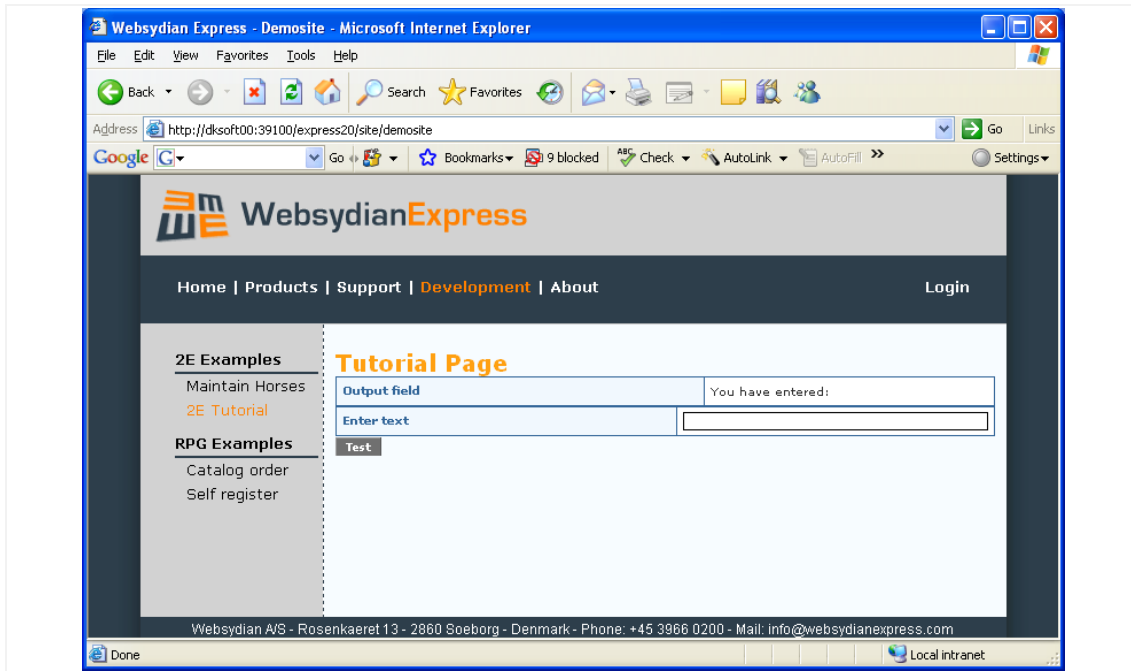 Websydian Express - Demosite - Microsoft Internet Explorer
File Edit View Favorites Tools Help
Back Search Favorites
Address http://dksoft00:39100/express20/site/demosite Go Links
Google G Go Bookmarks 9 blocked ABC Check AutoLink AutoFill Settings
WebsydianExpress
Home | Products | Support | Development | About Login
2E Examples
Maintain Horses
2E Tutorial
RPG Examples
Catalog order
Self register
Tutorial Page
Output field You have entered:
Enter text
Test
Websydian A/S - Rosenkaeret 13 - 2860 Soeborg - Denmark - Phone: +45 3966 0200 - Mail: info@websydianexpress.com
Done Local intranet